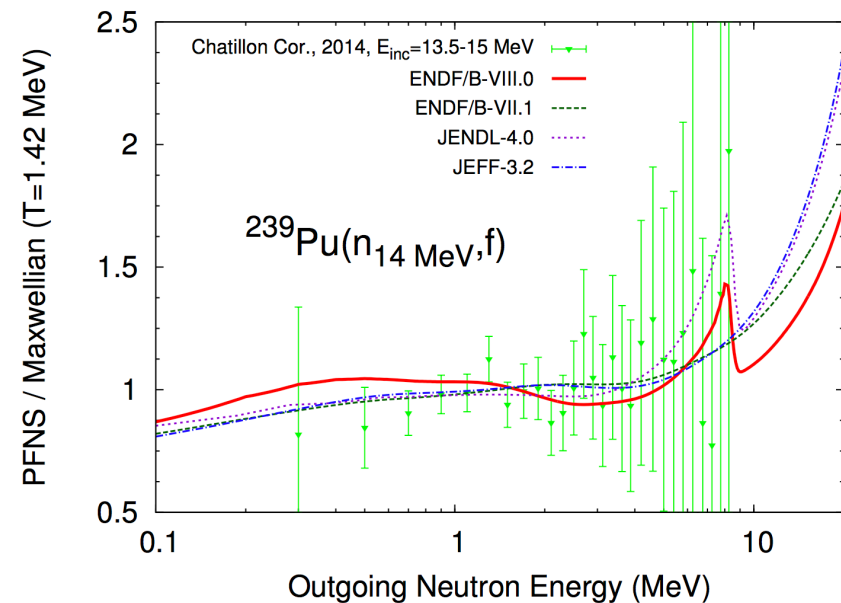 PFNS / Maxwellian (T=1.42 MeV)
2.5
2
1.5
1
0.5
Chatillon Cor., 2014, Einc=13.5-15 MeV
ENDF/B-VIII.0
ENDF/B-VII.1
JENDL-4.0
JEFF-3.2
239Pu(n14 MeV,f)
0.1 1 10
Outgoing Neutron Energy (MeV)